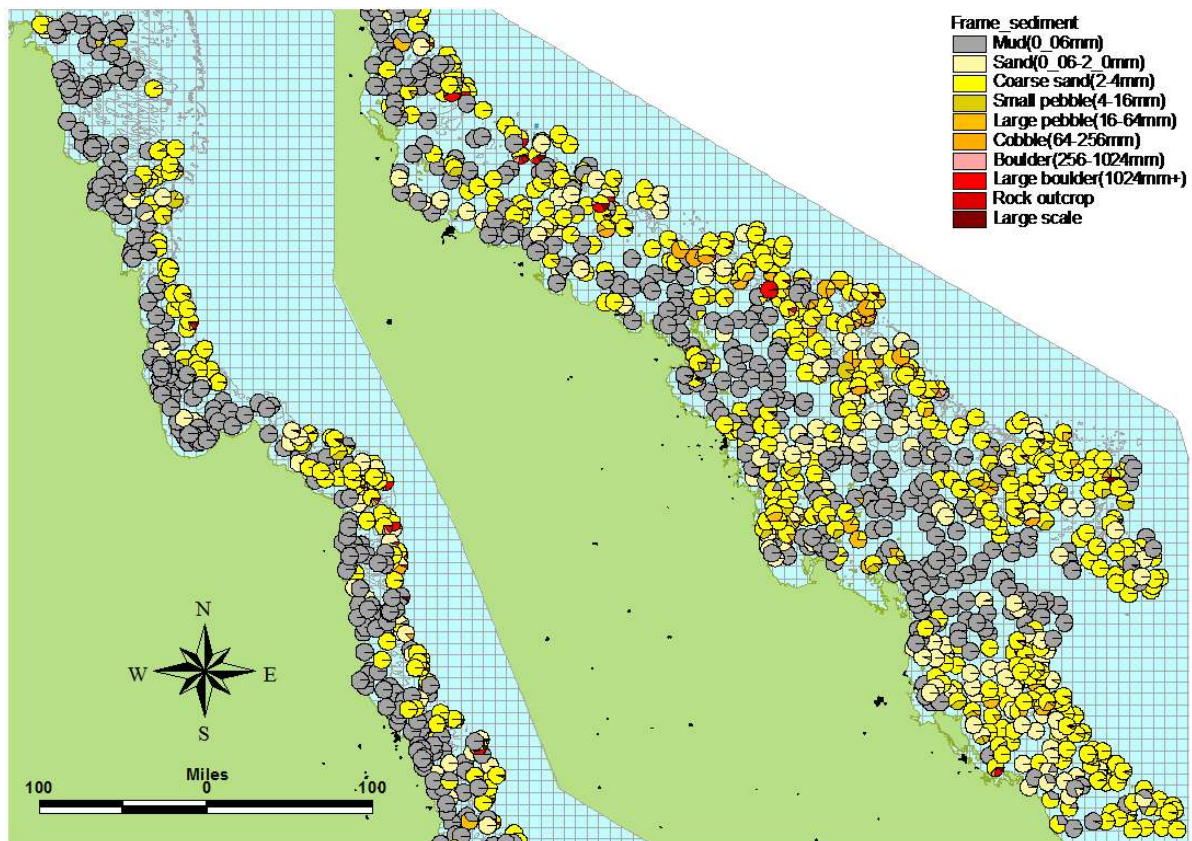 Frame_sediment
Mud(0_06mm)
Sand(0_06-2_0mm)
Coarse sand(2-4mm)
Small pebble(4-16mm)
Large pebble(16-64mm)
Cobble(64-256mm)
Boulder(256-1024mm)
Large boulder(1024mm+)
Rock outcrop
Large scale
N
W E
S
Miles
100 0 100